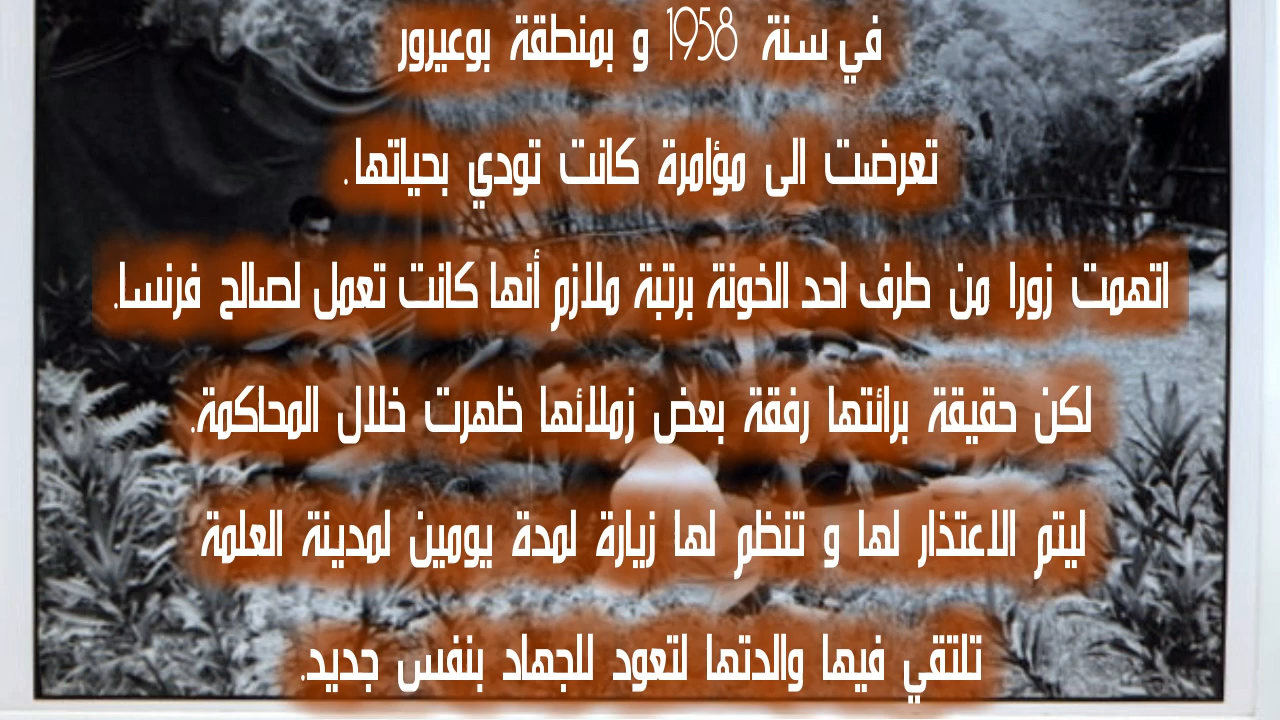 في سنة 1958 و بمنطقة بوعيرور
تعرضت الى مؤامرة كانت تودي بحياتها.
اتهمت زورا من طرف احد الخونة برتبة ملازم أنها كانت تعمل لصالح فرنسا.
لكن حقيقة برائتها رفقة بعض زملائها ظهرت خلال المحاكمة.
ليتم الاعتذار لها و تنظم لها زيارة لمدة يومين لمدينة العلمة
تلتقي فيها والدتها لتعود للجهاد بنفس جديد.